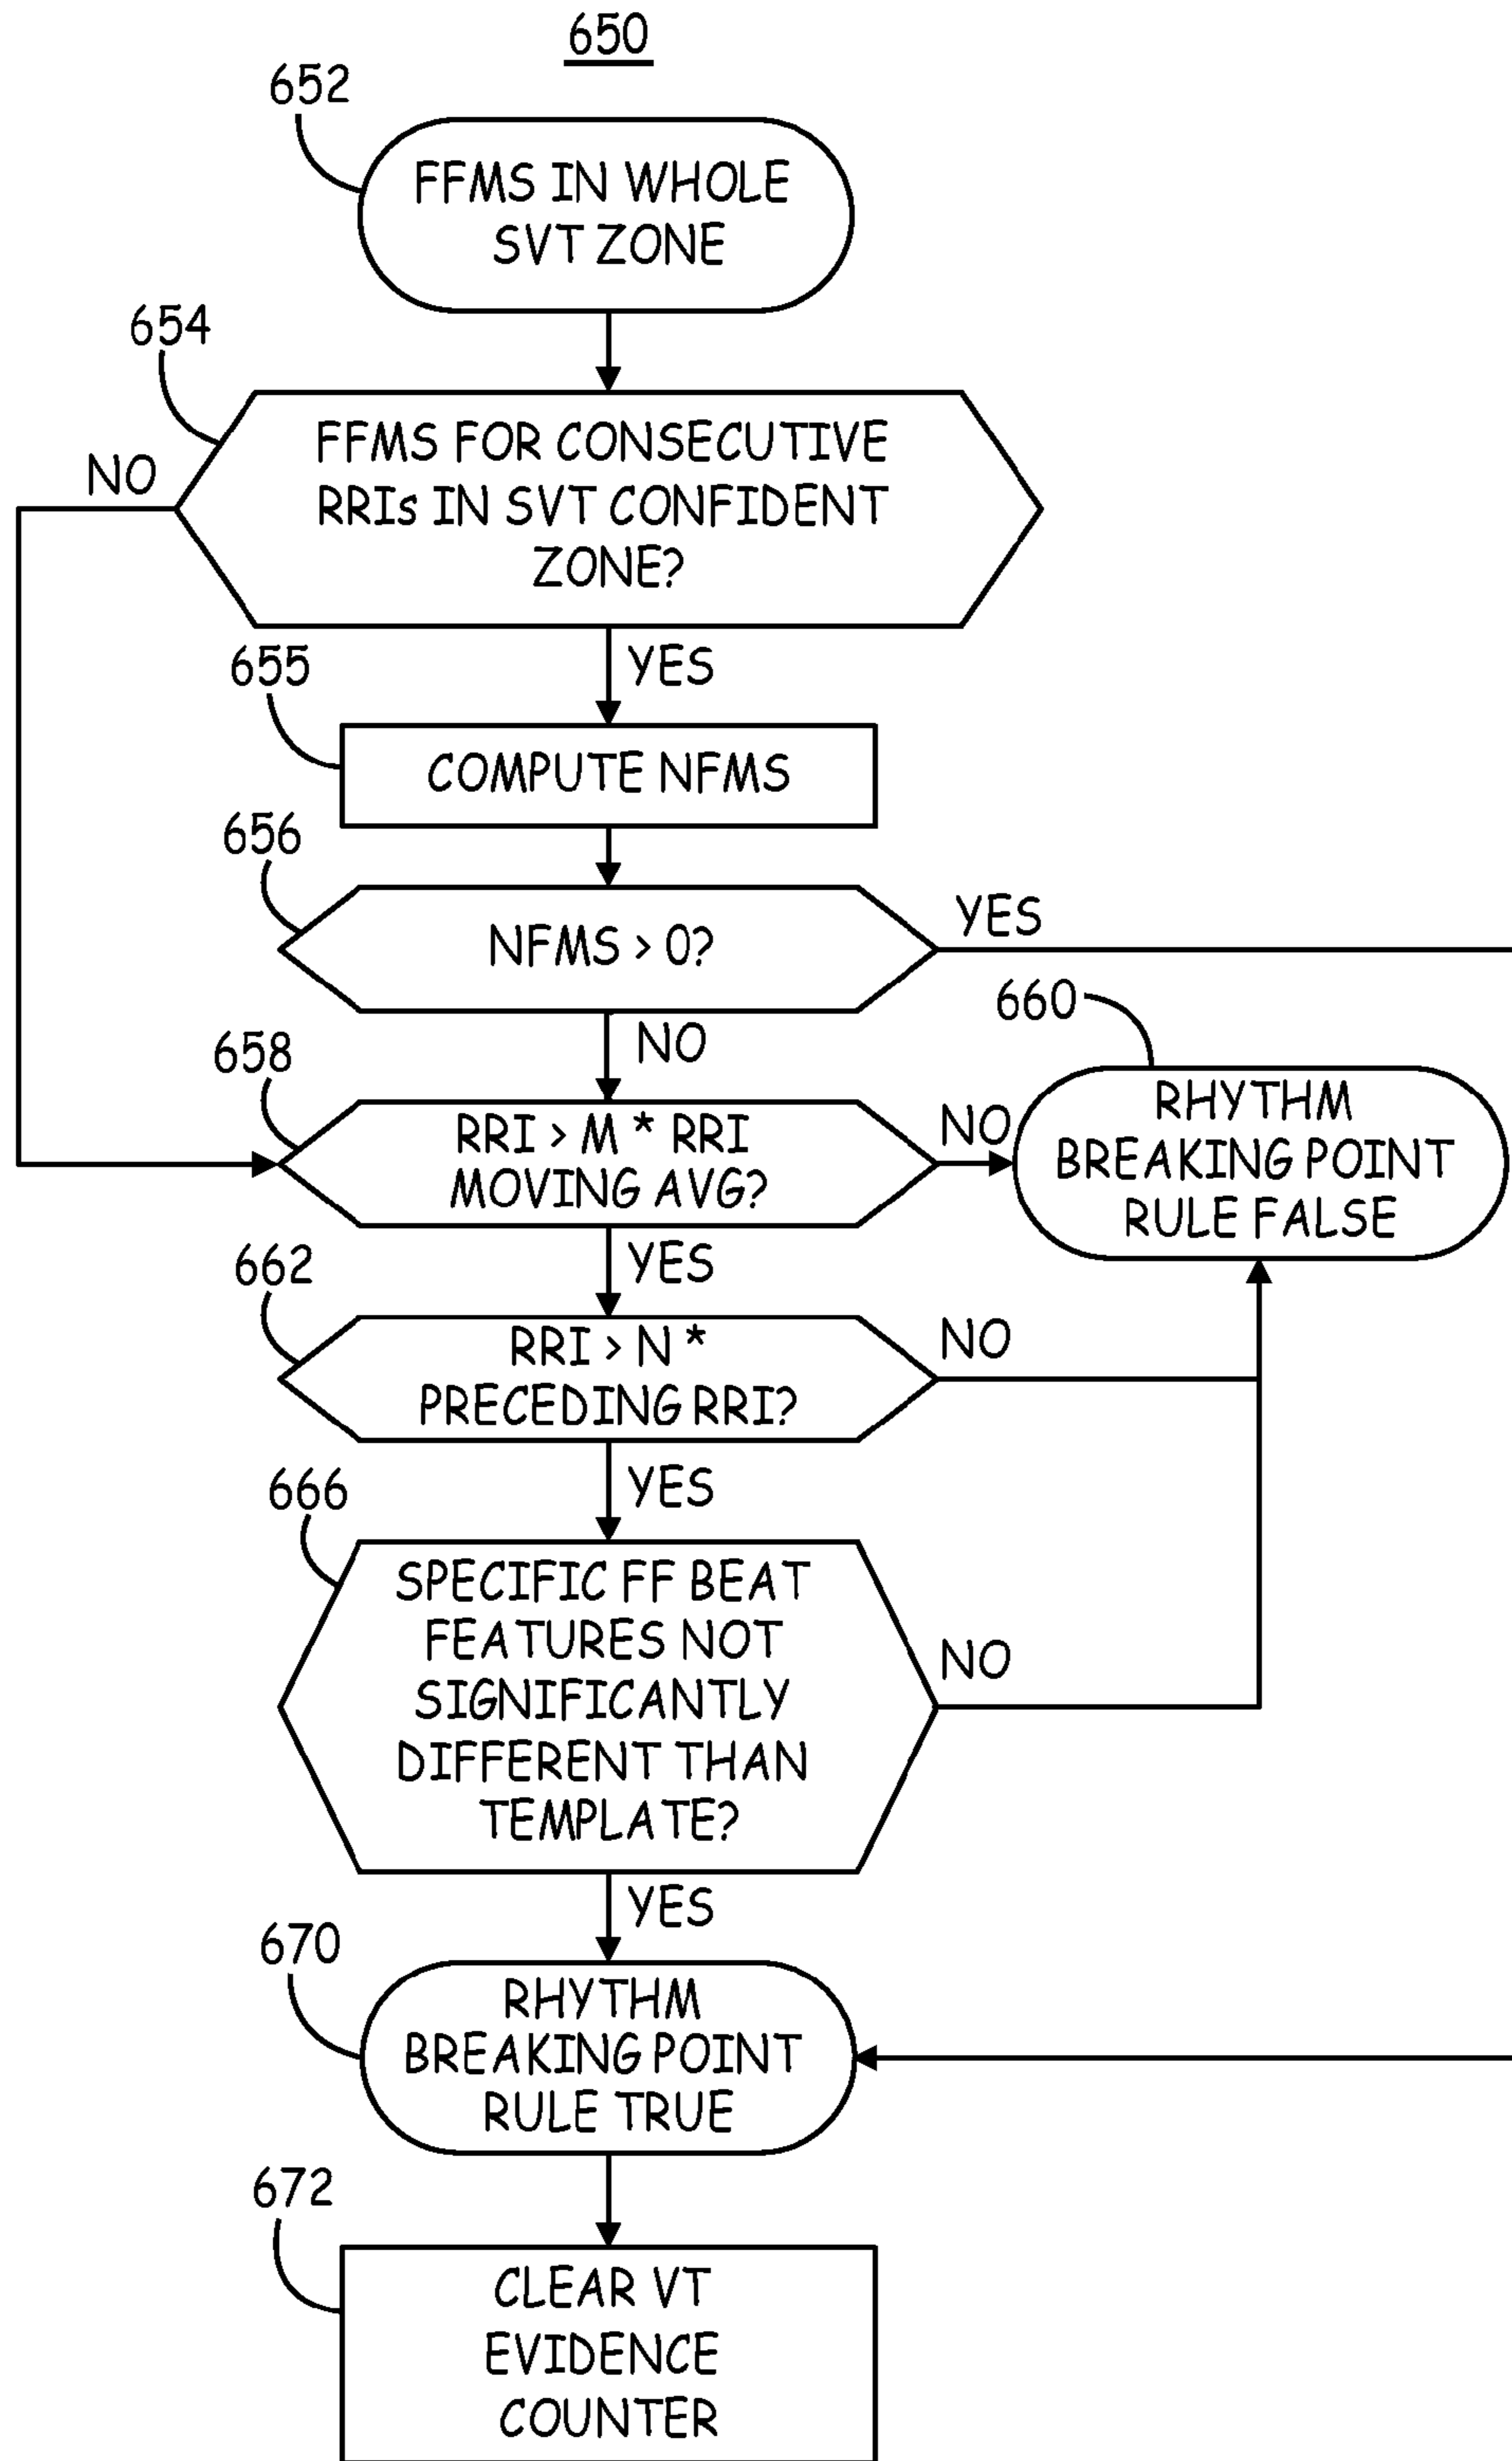 650
652
FFMS IN WHOLE
SVT ZONE
654
FFMS FOR CONSECUTIVE
RRIs IN SVT CONFIDENT
ZONE?
NO
YES
655
COMPUTE NFMS
656
NFMS > 0?
YES
NO
658
RRI > M * RRI
MOVING AVG?
NO
660
RHYTHM
BREAKING POINT
RULE FALSE
YES
662
RRI > N *
PRECEDING RRI?
NO
YES
666
SPECIFIC FF BEAT
FEATURES NOT
SIGNIFICANTLY
DIFFERENT THAN
TEMPLATE?
NO
YES
670
RHYTHM
BREAKING POINT
RULE TRUE
672
CLEAR VT
EVIDENCE
COUNTER